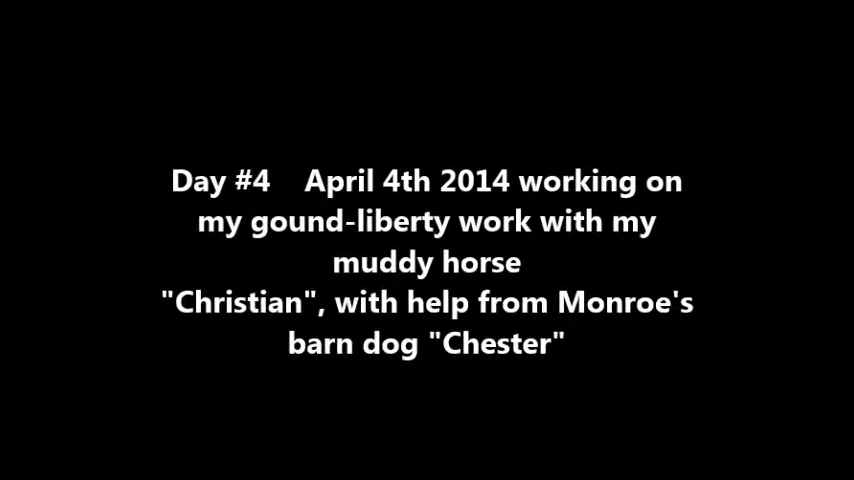 Day #4    April 4th 2014 working on
my gound-liberty work with my
muddy horse
"Christian", with help from Monroe's
barn dog "Chester"